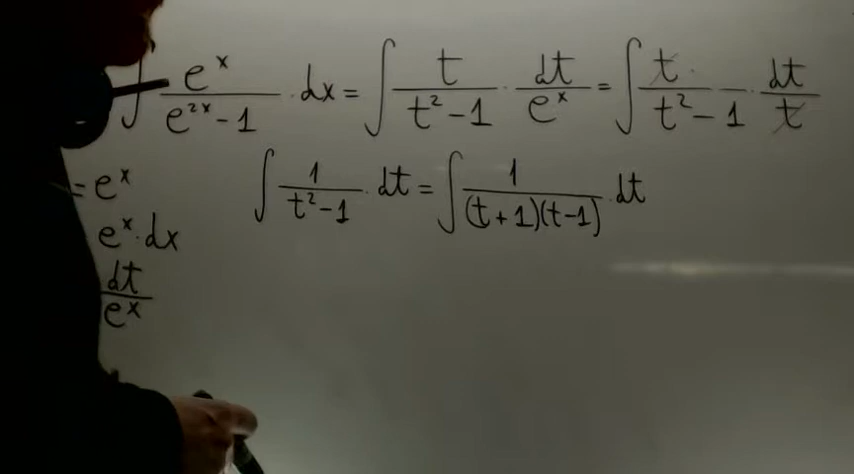 ∫ e^x / (e^{2x} - 1) · dx = ∫ t / (t² - 1) · dt / e^x = ∫ t / (t² - 1) · dt / t
= e^x
∫ 1 / (t² - 1) · dt = ∫ 1 / ((t + 1)(t - 1)) · dt
e^x · dx
dt / e^x